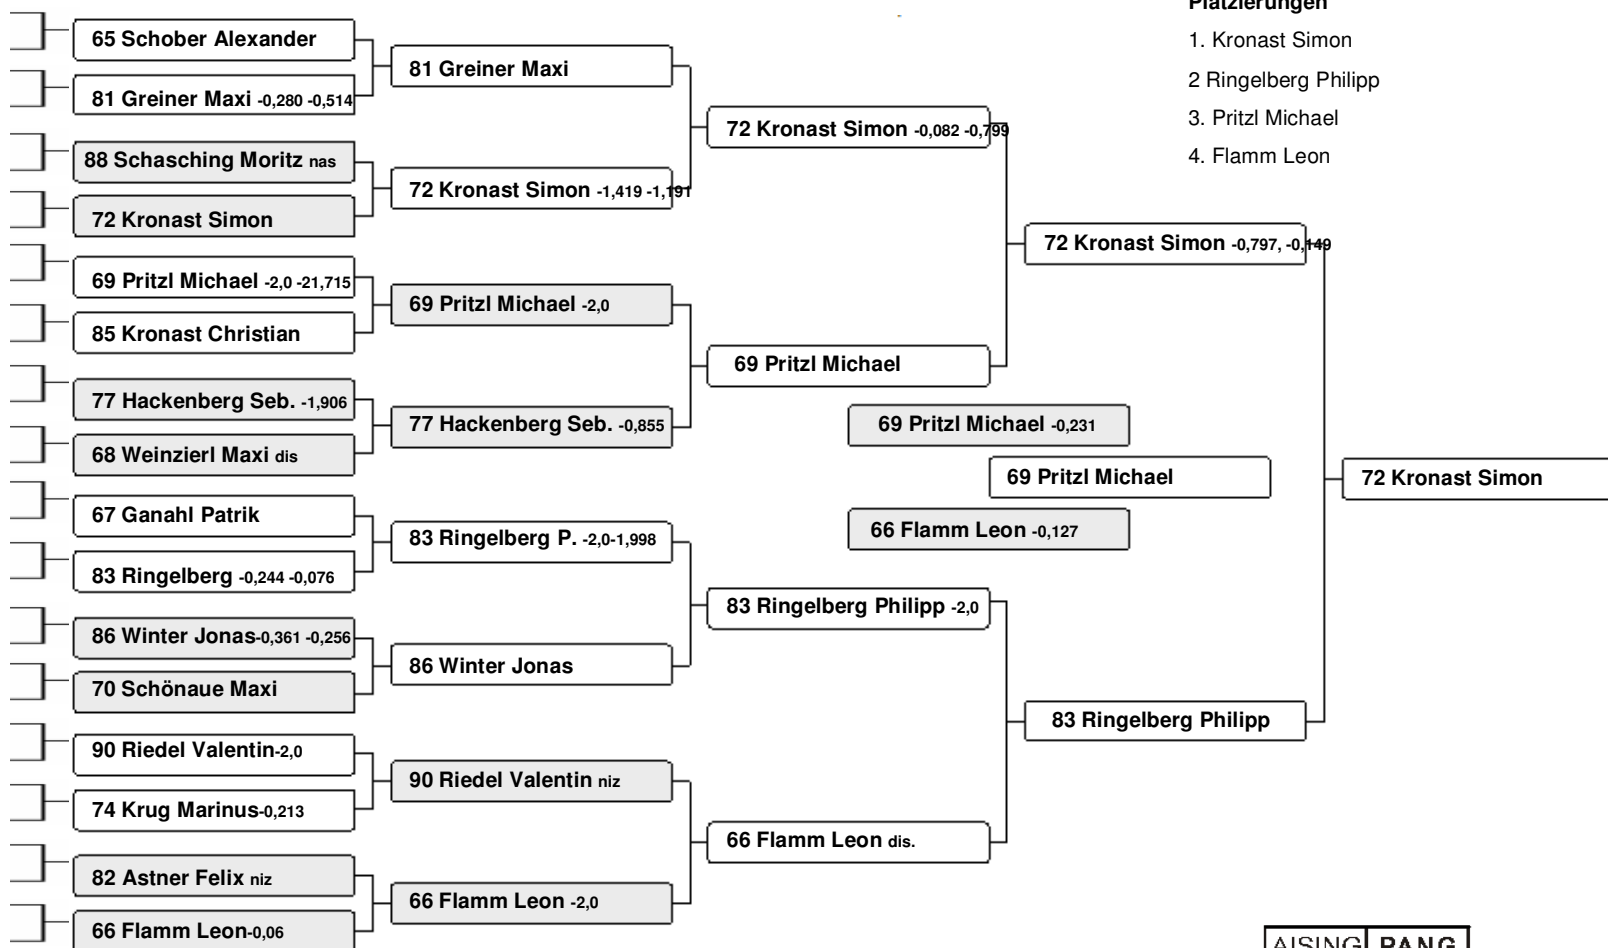 Platzierungen
1. Kronast Simon
2 Ringelberg Philipp
3. Pritzl Michael
4. Flamm Leon
65 Schober Alexander
81 Greiner Maxi -0,280 -0,514
88 Schasching Moritz nas
72 Kronast Simon
69 Pritzl Michael -2,0 -21,715
85 Kronast Christian
77 Hackenberg Seb. -1,906
68 Weinzierl Maxi dis
67 Ganahl Patrik
83 Ringelberg -0,244 -0,076
86 Winter Jonas-0,361 -0,256
70 Schönaue Maxi
90 Riedel Valentin-2,0
74 Krug Marinus-0,213
82 Astner Felix niz
66 Flamm Leon-0,06
81 Greiner Maxi
72 Kronast Simon -1,419 -1,191
69 Pritzl Michael -2,0
77 Hackenberg Seb. -0,855
83 Ringelberg P. -2,0-1,998
86 Winter Jonas
90 Riedel Valentin niz
66 Flamm Leon -2,0
72 Kronast Simon -0,082 -0,799
69 Pritzl Michael
83 Ringelberg Philipp -2,0
66 Flamm Leon dis.
69 Pritzl Michael -0,231
69 Pritzl Michael
66 Flamm Leon -0,127
72 Kronast Simon -0,797, -0,149
83 Ringelberg Philipp
72 Kronast Simon
AISING PANG